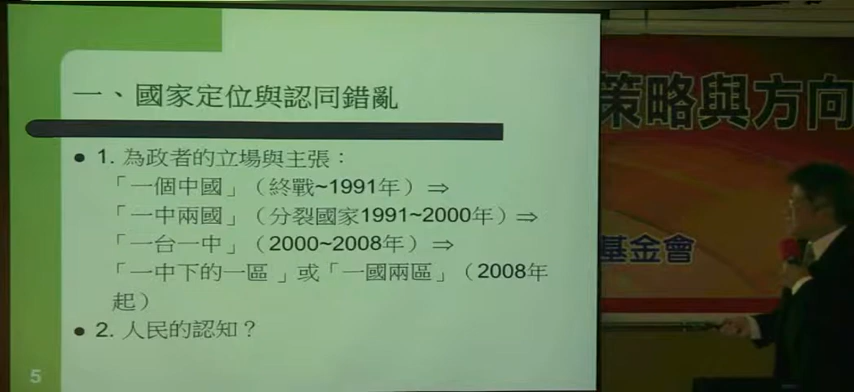 一、國家定位與認同錯亂
● 1. 為政者的立場與主張：
「一個中國」（終戰~1991年）⇒
「一中兩國」（分裂國家1991~2000年）⇒
「一台一中」（2000~2008年）⇒
「一中下的一區 」或「一國兩區」（2008年
起）
● 2. 人民的認知？
5
策略與方向
基金會